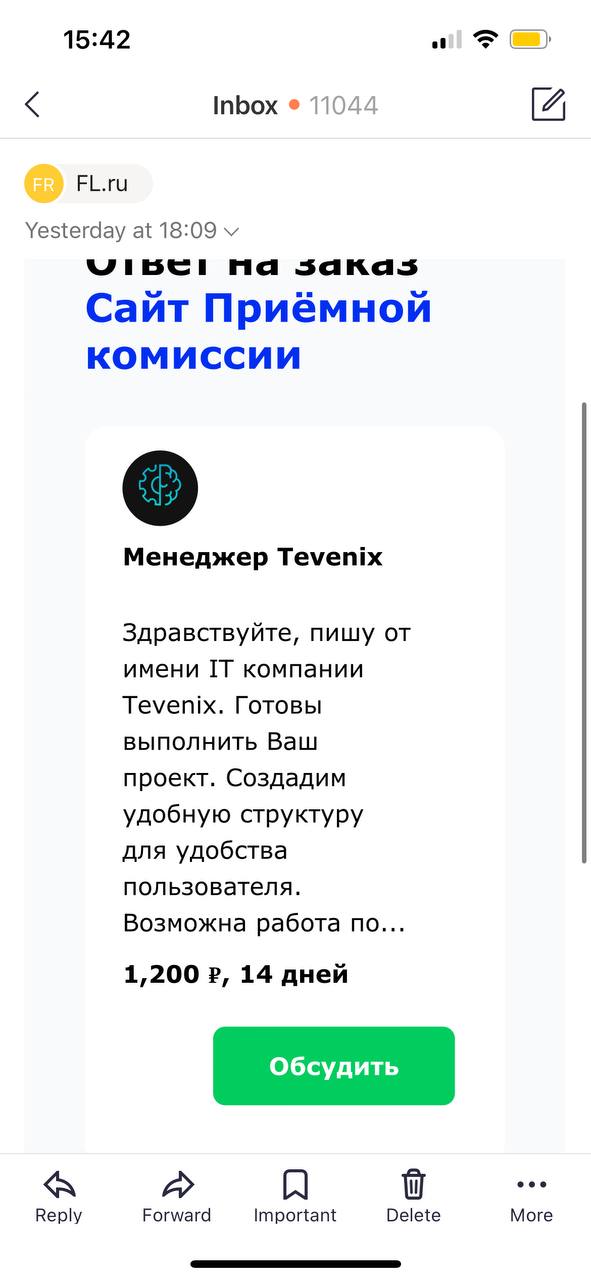 15:42
Inbox • 11044
FR FL.ru
Yesterday at 18:09
Ответ на заказ
Сайт Приёмной
комиссии
Менеджер Tevenix
Здравствуйте, пишу от
имени IT компании
Tevenix. Готовы
выполнить Ваш
проект. Создадим
удобную структуру
для удобства
пользователя.
Возможна работа по...
1,200 ₽, 14 дней
Обсудить
Reply Forward Important Delete More